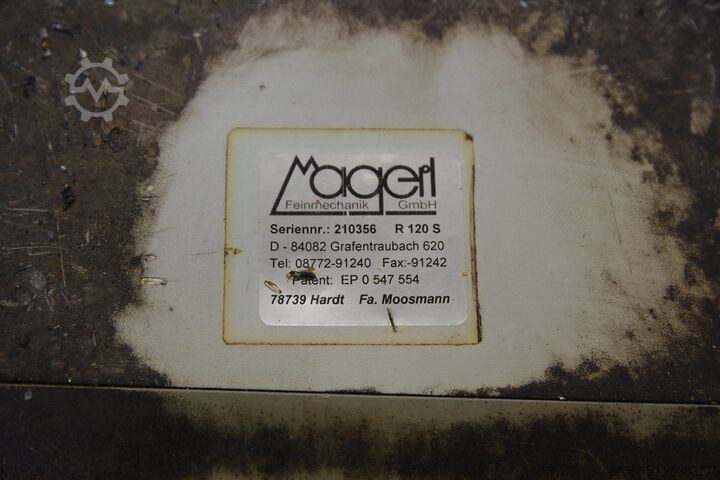 Magerl
Feinmechanik GmbH
Seriennr.: 210356 R 120 S
D - 84082 Grafentraubach 620
Tel: 08772-91240 Fax:-91242
Patent: EP 0 547 554
78739 Hardt Fa. Moosmann